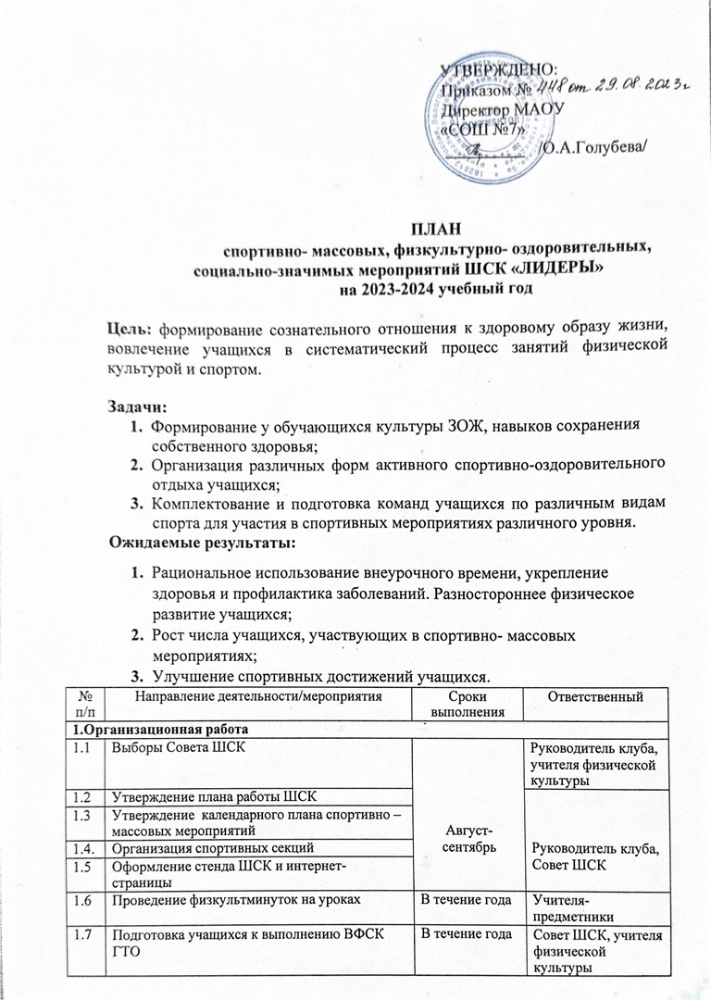 УТВЕРЖДЕНО:
Приказом № 448 от 29.08.2023г
Директор МАОУ
«СОШ №7»
/О.А.Голубева/
ПЛАН
спортивно- массовых, физкультурно- оздоровительных,
социально-значимых мероприятий ШСК «ЛИДЕРЫ»
на 2023-2024 учебный год
Цель: формирование сознательного отношения к здоровому образу жизни,
вовлечение учащихся в систематический процесс занятий физической
культурой и спортом.
Задачи:
1. Формирование у обучающихся культуры ЗОЖ, навыков сохранения
собственного здоровья;
2. Организация различных форм активного спортивно-оздоровительного
отдыха учащихся;
3. Комплектование и подготовка команд учащихся по различным видам
спорта для участия в спортивных мероприятиях различного уровня.
Ожидаемые результаты:
1. Рациональное использование внеурочного времени, укрепление
здоровья и профилактика заболеваний. Разностороннее физическое
развитие учащихся;
2. Рост числа учащихся, участвующих в спортивно- массовых
мероприятиях;
3. Улучшение спортивных достижений учащихся.
№ Направление деятельности/мероприятия Сроки Ответственный
п/п выполнения
1.Организационная работа
1.1 Выборы Совета ШСК Руководитель клуба,
учителя физической
культуры
1.2 Утверждение плана работы ШСК
1.3 Утверждение календарного плана спортивно –
массовых мероприятий Август-
1.4. Организация спортивных секций сентябрь Руководитель клуба,
1.5 Оформление стенда ШСК и интернет- Совет ШСК
страницы
1.6 Проведение физкультминуток на уроках В течение года Учителя-
предметники
1.7 Подготовка учащихся к выполнению ВФСК В течение года Совет ШСК, учителя
ГТО физической
культуры